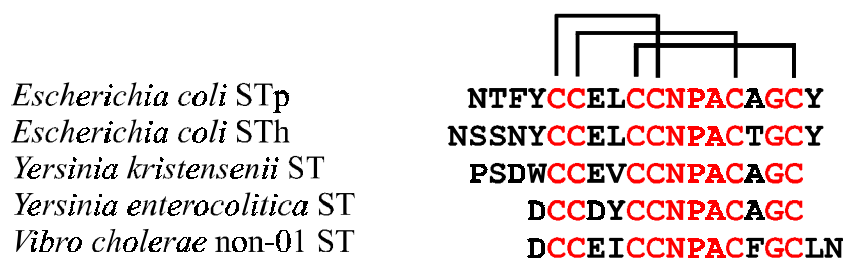 Escherichia coli STp NTFYCCELCCNPACAGCY
Escherichia coli STh NSSNYCCELCCNPACTGCY
Yersinia kristensenii ST PSDWCCEVCCNPACAGC
Yersinia enterocolitica ST DCCDYCCNPACAGC
Vibro cholerae non-01 ST DCCEICCNPACFGCLN